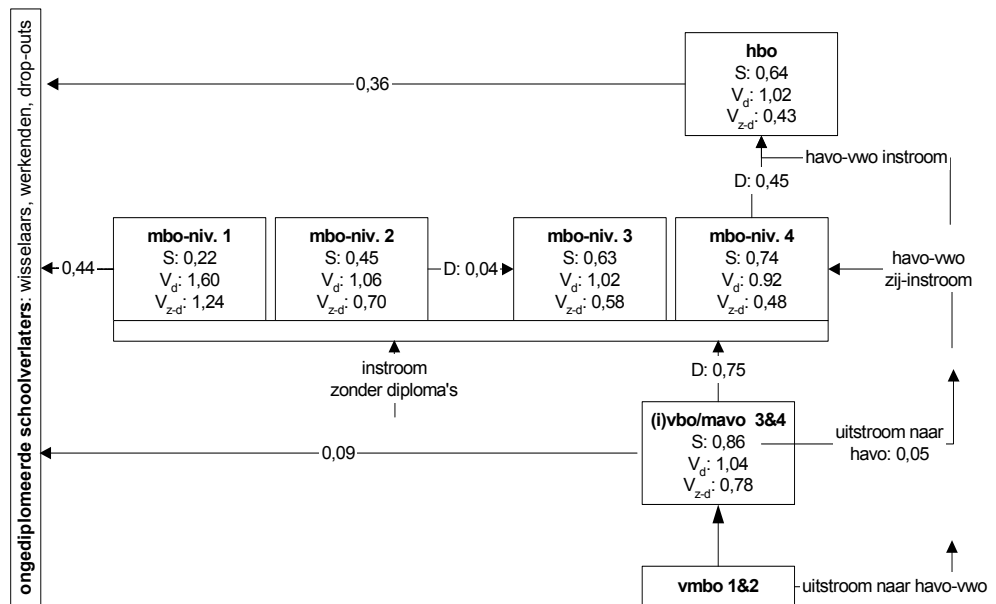 ongediplomeerde schoolverlaters: wisselaars, werkenden, drop-outs
hbo
S: 0,64
Vd: 1,02
Vz-d: 0,43
0,36
havo-vwo instroom
D: 0,45
mbo-niv. 1
S: 0,22
Vd: 1,60
Vz-d: 1,24
mbo-niv. 2
S: 0,45
Vd: 1,06
Vz-d: 0,70
mbo-niv. 3
S: 0,63
Vd: 1,02
Vz-d: 0,58
mbo-niv. 4
S: 0,74
Vd: 0.92
Vz-d: 0,48
0,44
D: 0,04
havo-vwo
zij-instroom
instroom
zonder diploma's
D: 0,75
(i)vbo/mavo 3&4
S: 0,86
Vd: 1,04
Vz-d: 0,78
0,09
uitstroom naar
havo: 0,05
vmbo 1&2
uitstroom naar havo-vwo